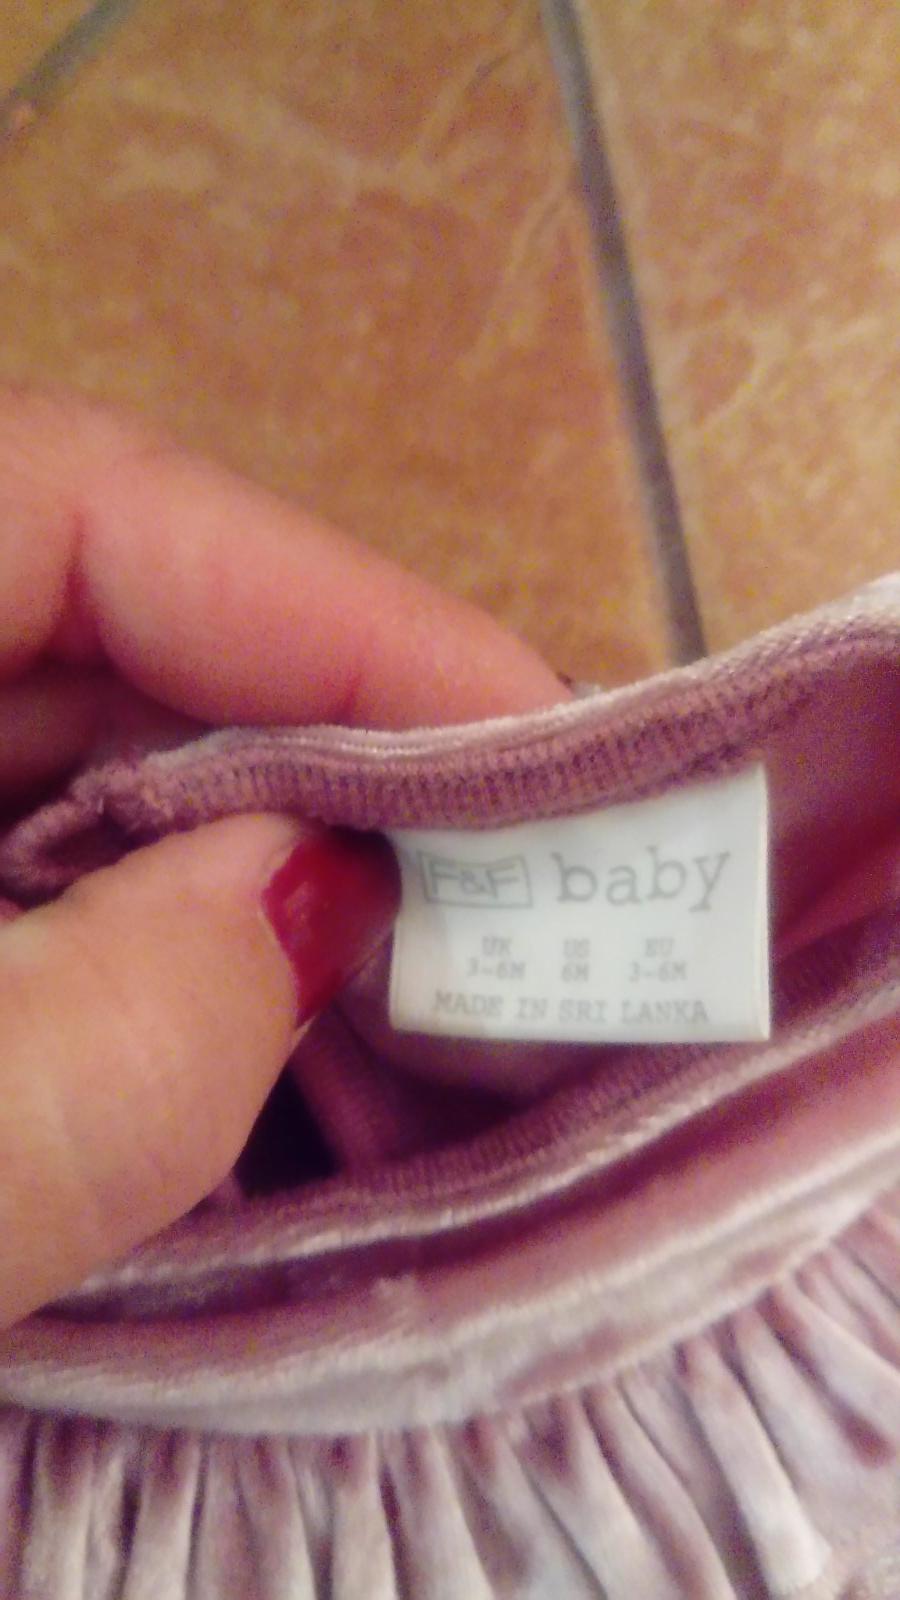 F&F baby
UK US EU
3-6M 6M 3-6M
MADE IN SRI LANKA